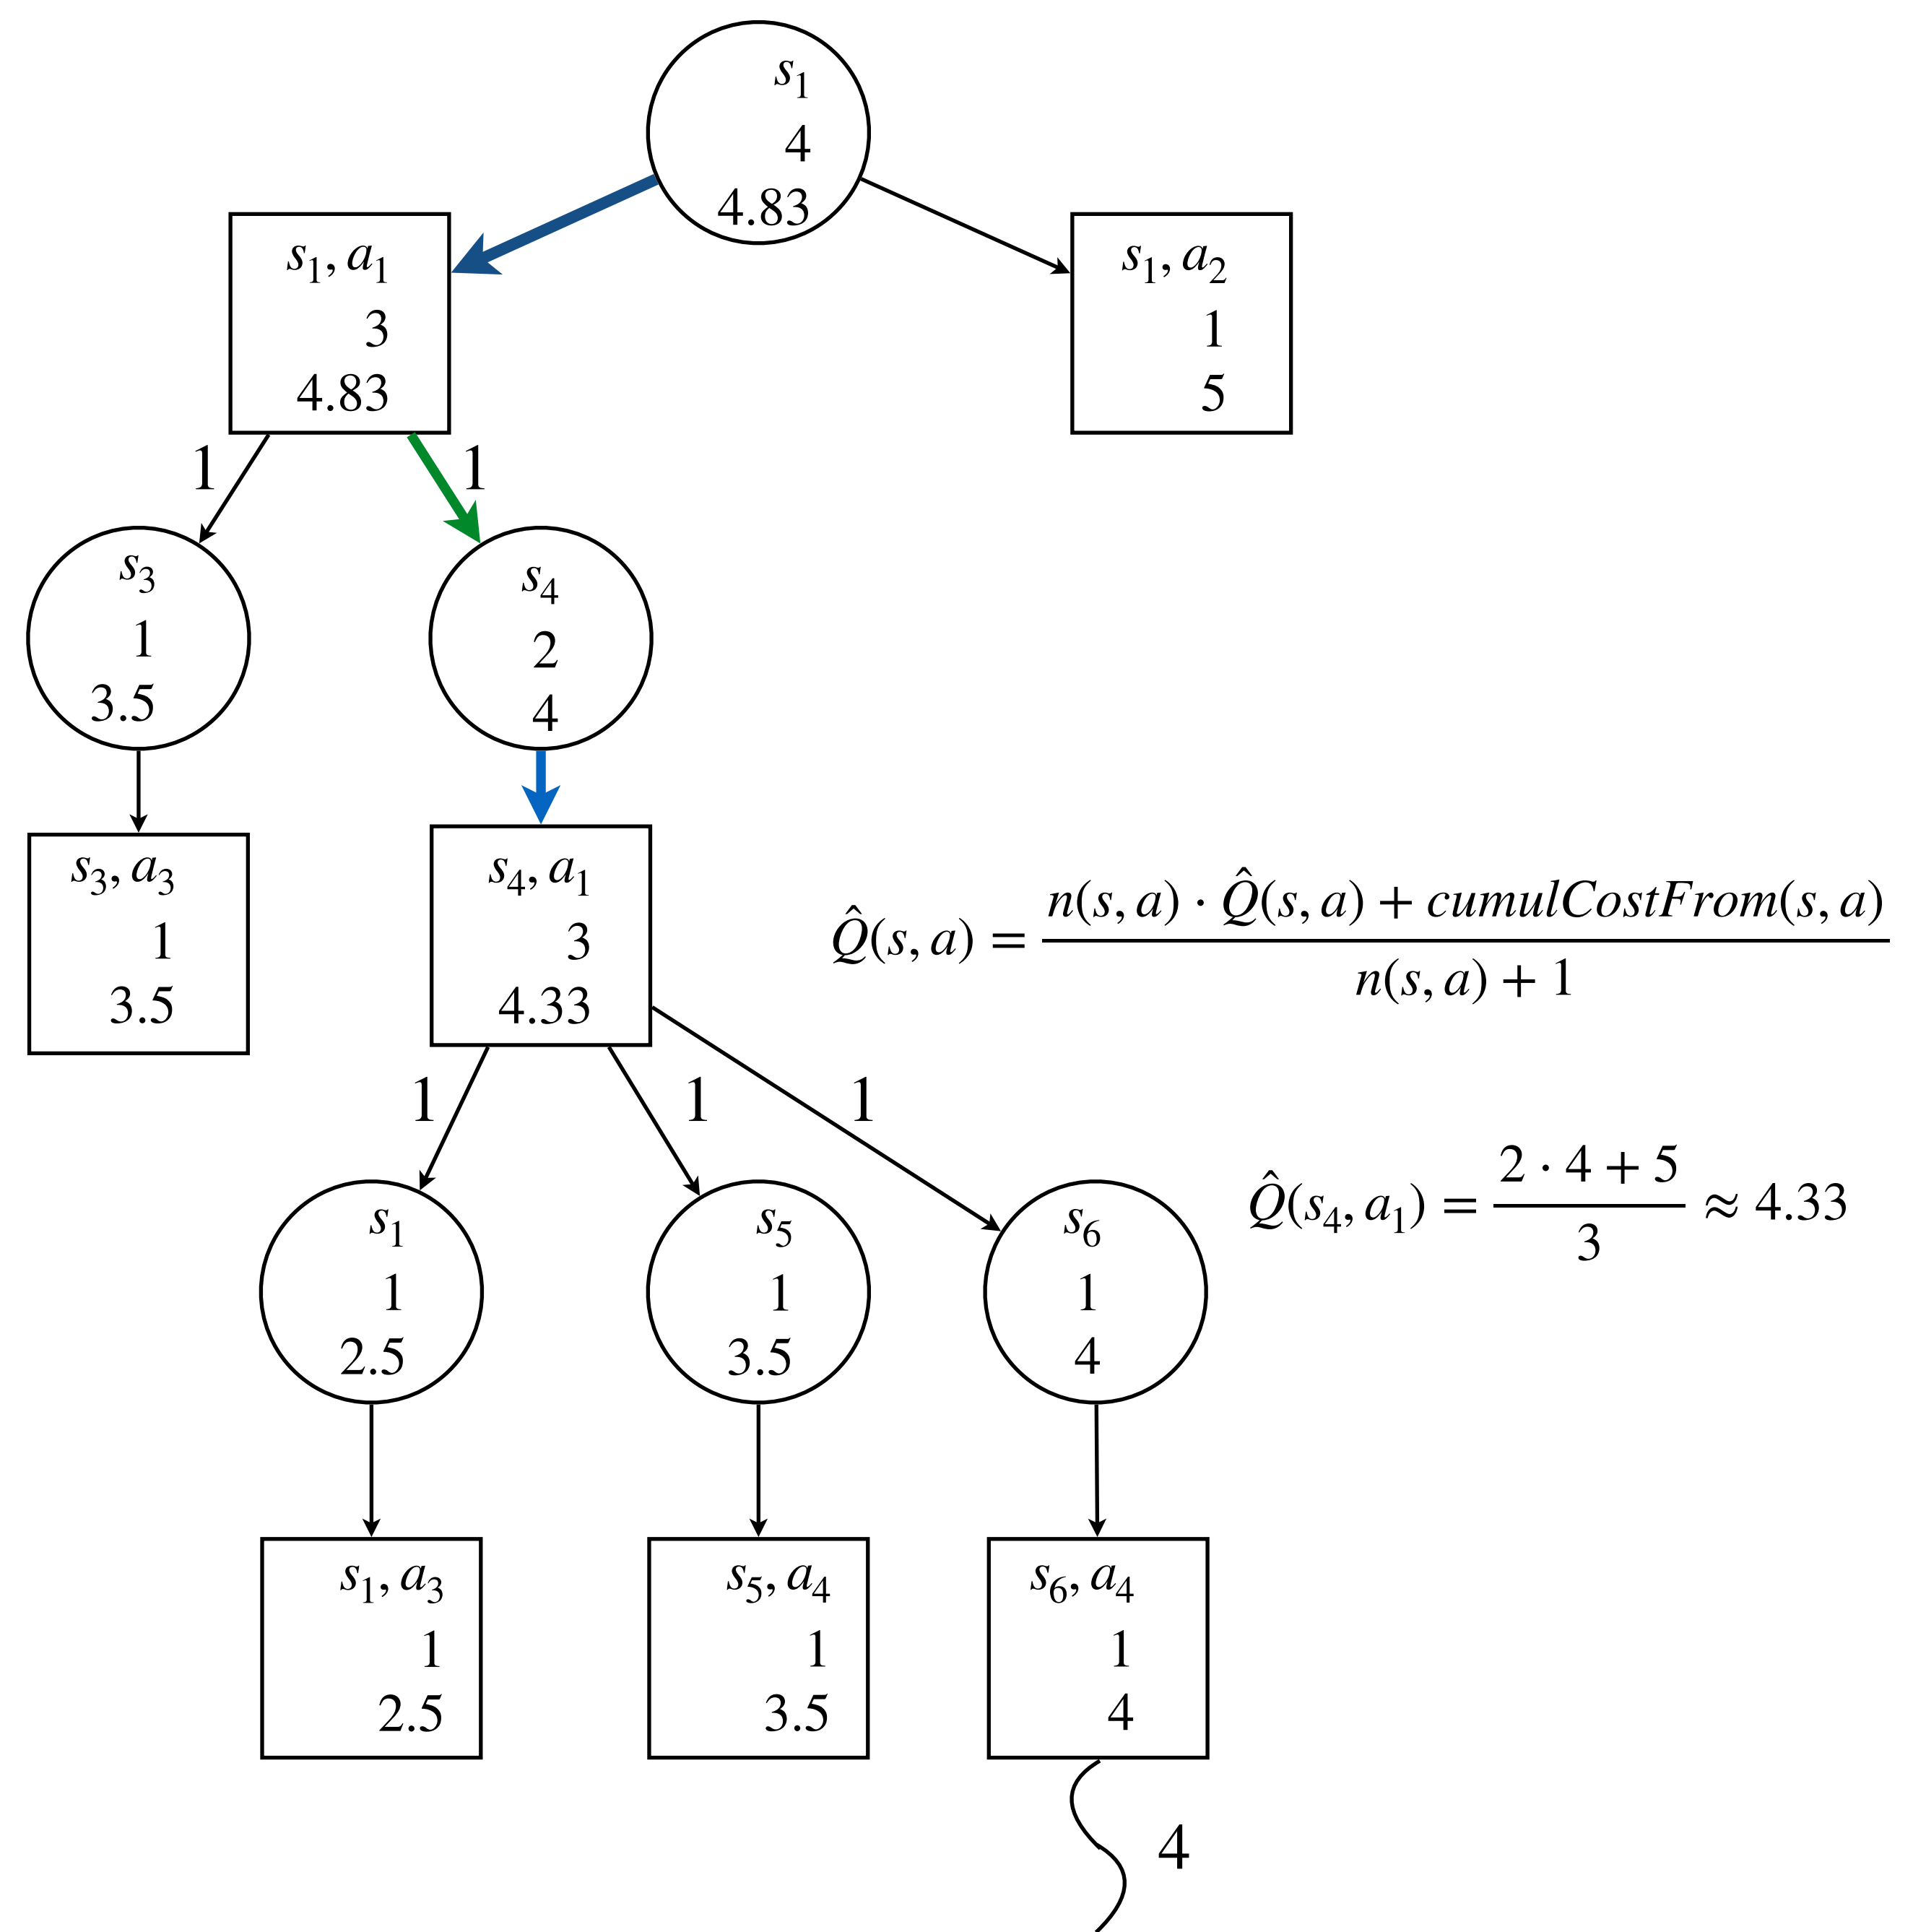 s₁
4
4.83
s₁, a₁
3
4.83
s₁, a₂
1
5
1
1
s₃
1
3.5
s₄
2
4
s₃, a₃
1
3.5
s₄, a₁
3
4.33
Q̂(s, a) = (n(s, a) · Q̂(s, a) + cumulCostFrom(s, a)) / (n(s, a) + 1)
1
1
1
Q̂(s₄, a₁) = (2 · 4 + 5) / 3 ≈ 4.33
s₁
1
2.5
s₅
1
3.5
s₆
1
4
s₁, a₃
1
2.5
s₅, a₄
1
3.5
s₆, a₄
1
4
4